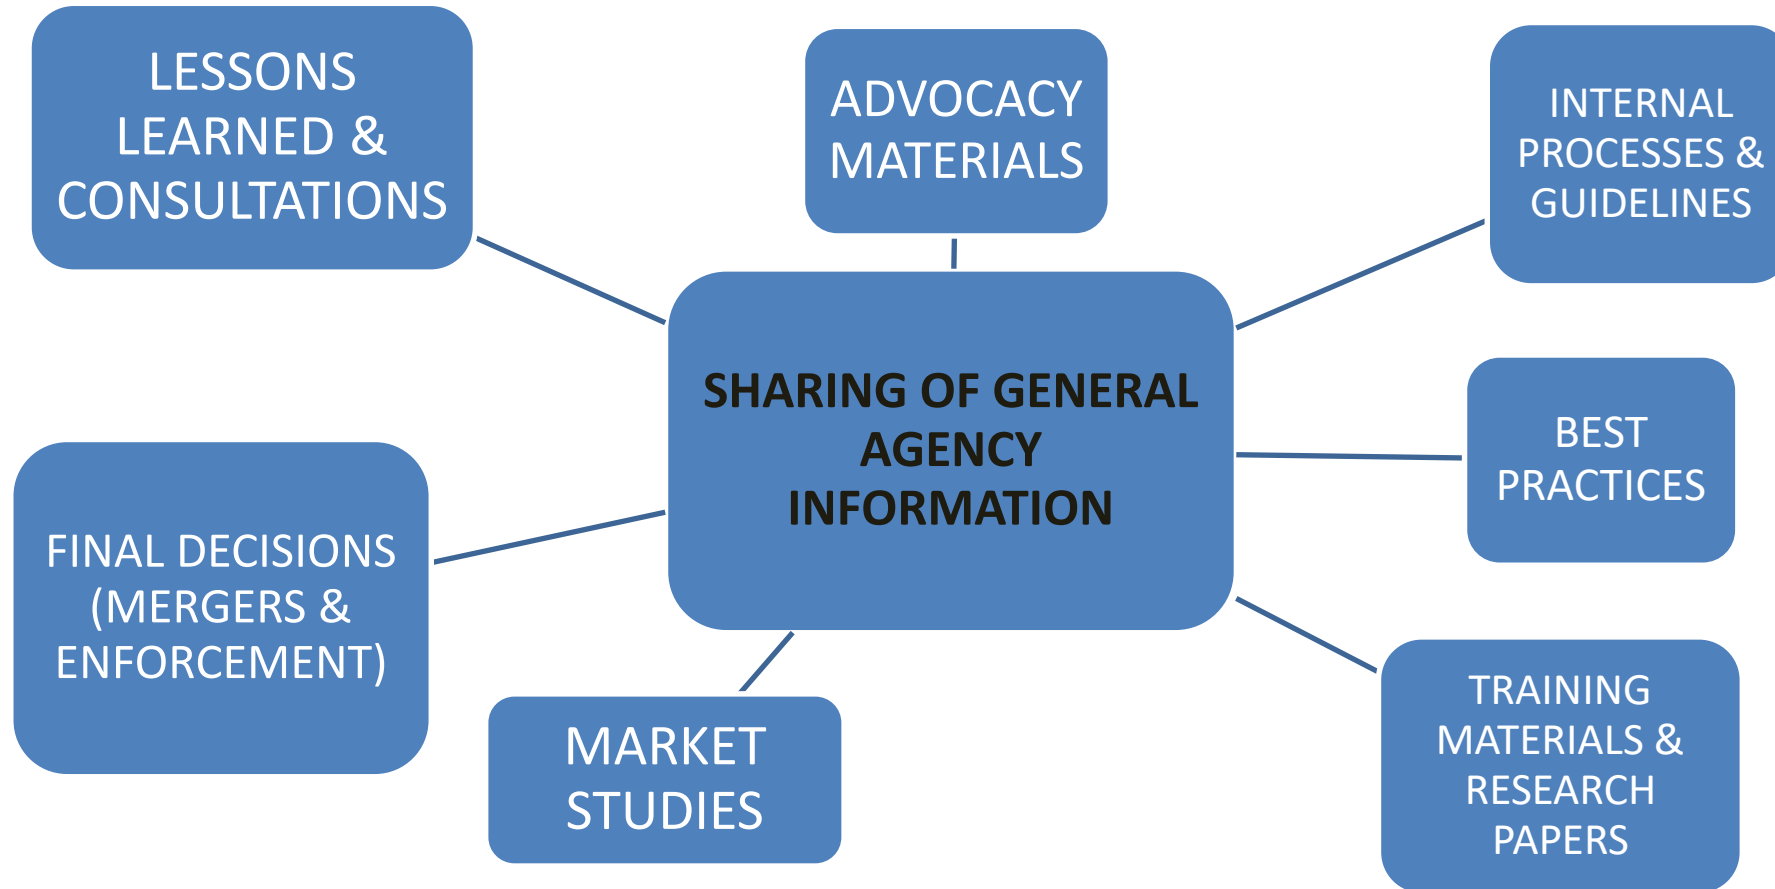 LESSONS
LEARNED &
CONSULTATIONS
ADVOCACY
MATERIALS
INTERNAL
PROCESSES &
GUIDELINES
SHARING OF GENERAL
AGENCY
INFORMATION
BEST
PRACTICES
FINAL DECISIONS
(MERGERS &
ENFORCEMENT)
MARKET
STUDIES
TRAINING
MATERIALS &
RESEARCH
PAPERS